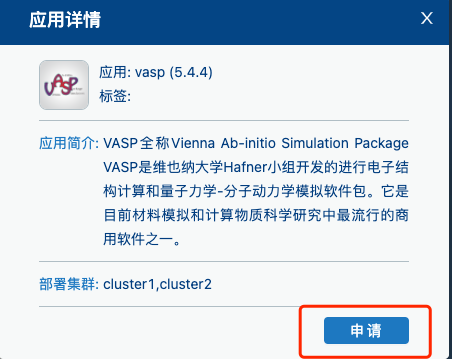 应用详情
X
VASP
应用: vasp (5.4.4)
标签:
应用简介: VASP全称Vienna Ab-initio Simulation Package
VASP是维也纳大学Hafner小组开发的进行电子结
构计算和量子力学-分子动力学模拟软件包。它是
目前材料模拟和计算物质科学研究中最流行的商
用软件之一。
部署集群: cluster1,cluster2
申请